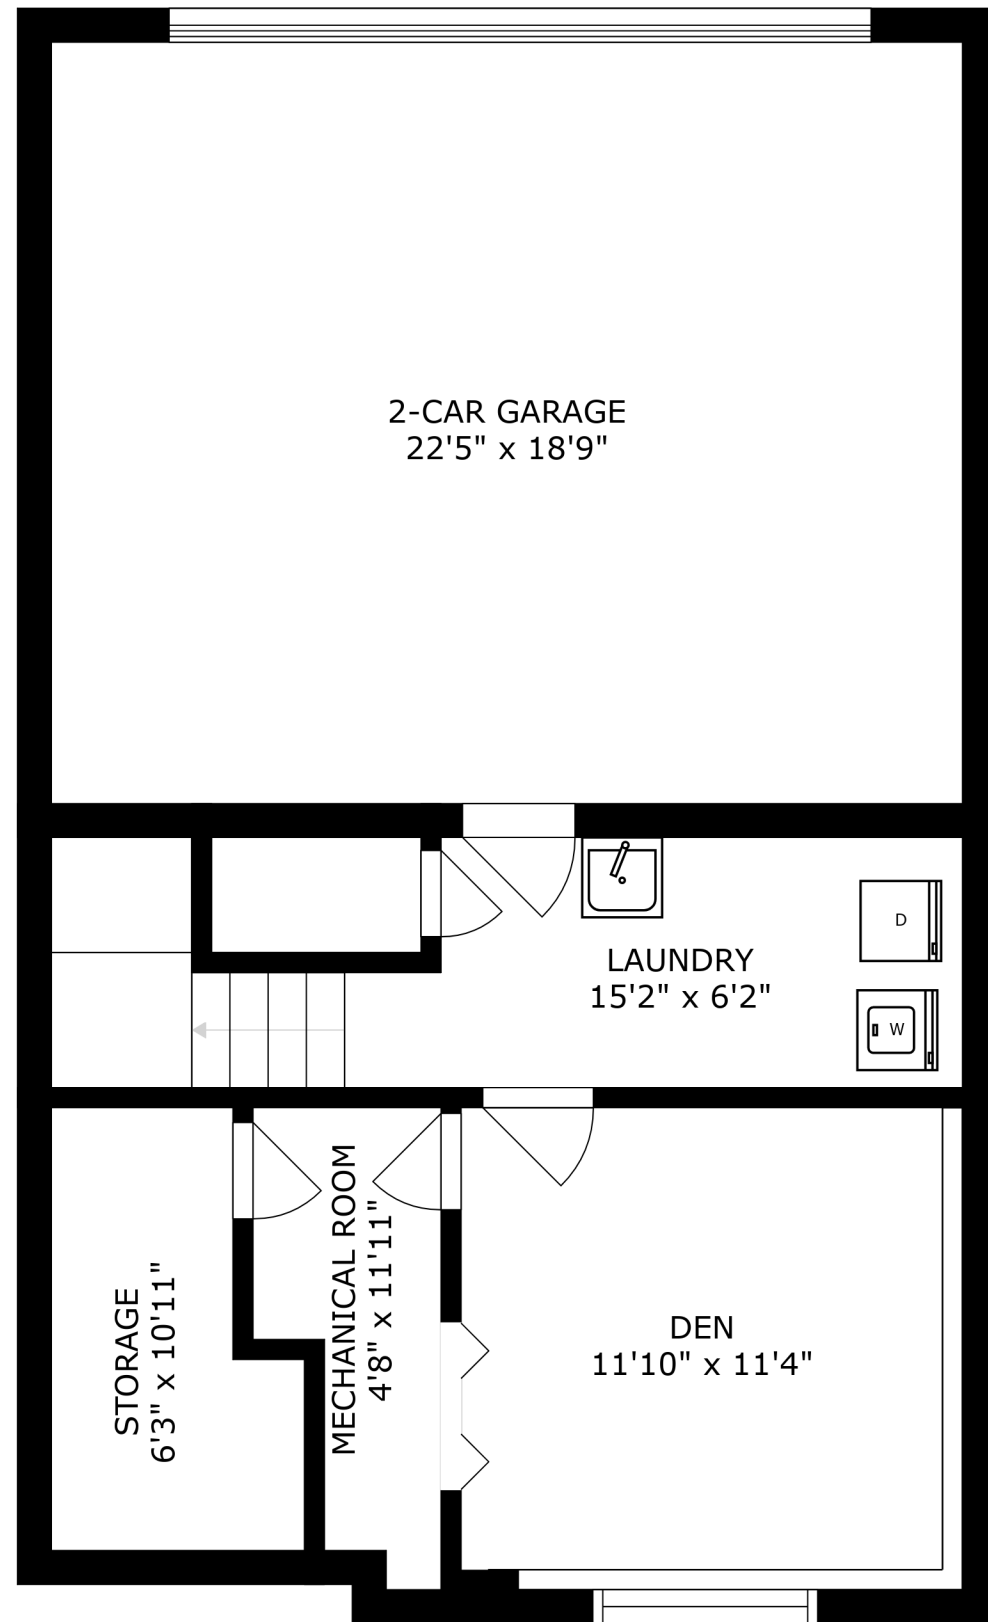 2-CAR GARAGE
22'5" x 18'9"
D
LAUNDRY
15'2" x 6'2"
W
MECHANICAL ROOM
4'8" x 11'11"
STORAGE
6'3" x 10'11"
DEN
11'10" x 11'4"